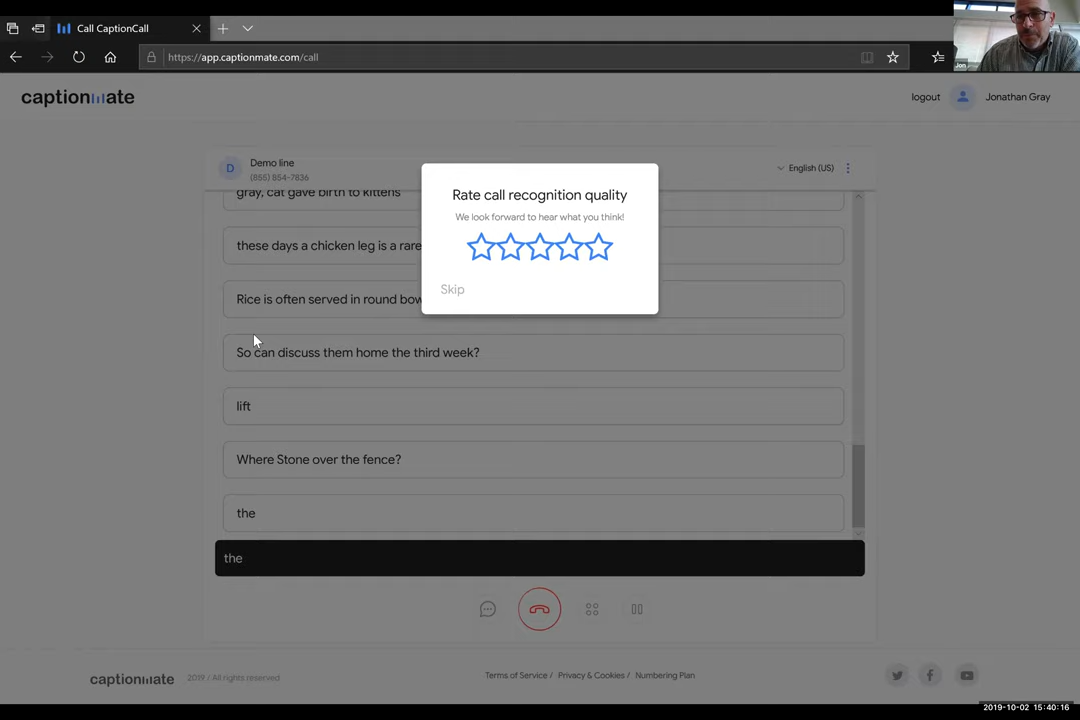 Call CaptionCall
https://app.captionmate.com/call
Jon
captionmate
logout
Jonathan Gray
D
Demo line
(855) 854-7836
English (US)
gray, cat gave birth to kittens
these days a chicken leg is a rare
Rice is often served in round bow
So can discuss them home the third week?
lift
Where Stone over the fence?
the
the
Rate call recognition quality
We look forward to hear what you think!
Skip
captionmate
2019 / All rights reserved
Terms of Service / Privacy & Cookies / Numbering Plan
2019-10-02 15:40:16